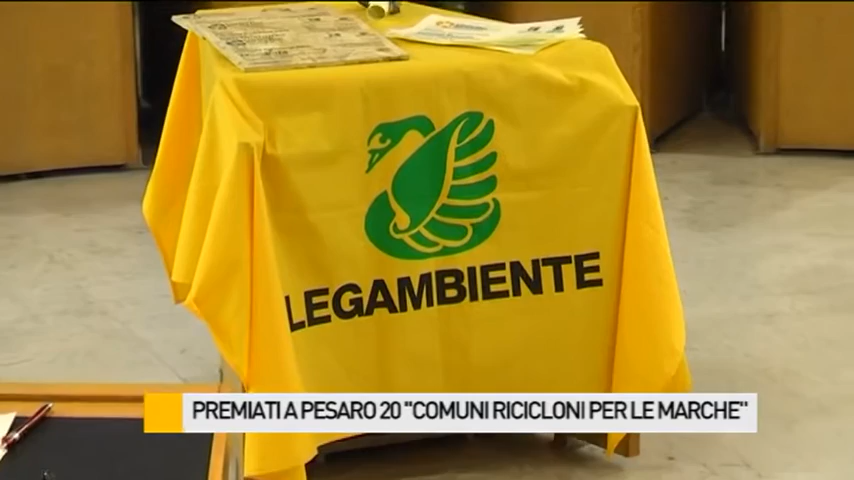 LEGAMBIENTE
PREMIATI A PESARO 20 "COMUNI RICICLONI PER LE MARCHE"